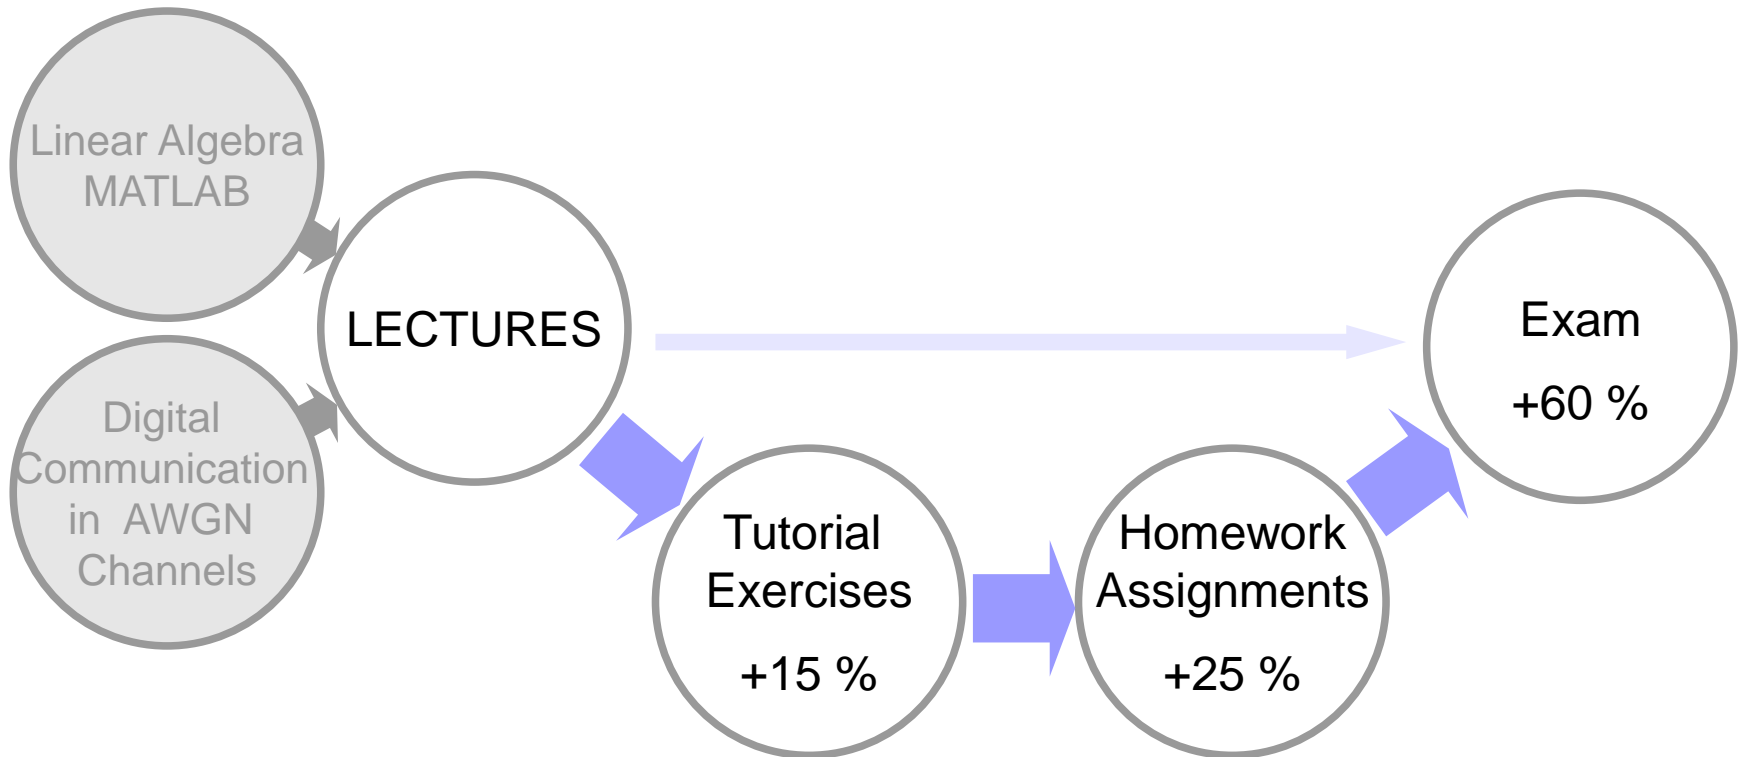 Linear Algebra
MATLAB
Digital
Communication
in AWGN
Channels
LECTURES
Tutorial
Exercises
+15 %
Homework
Assignments
+25 %
Exam
+60 %